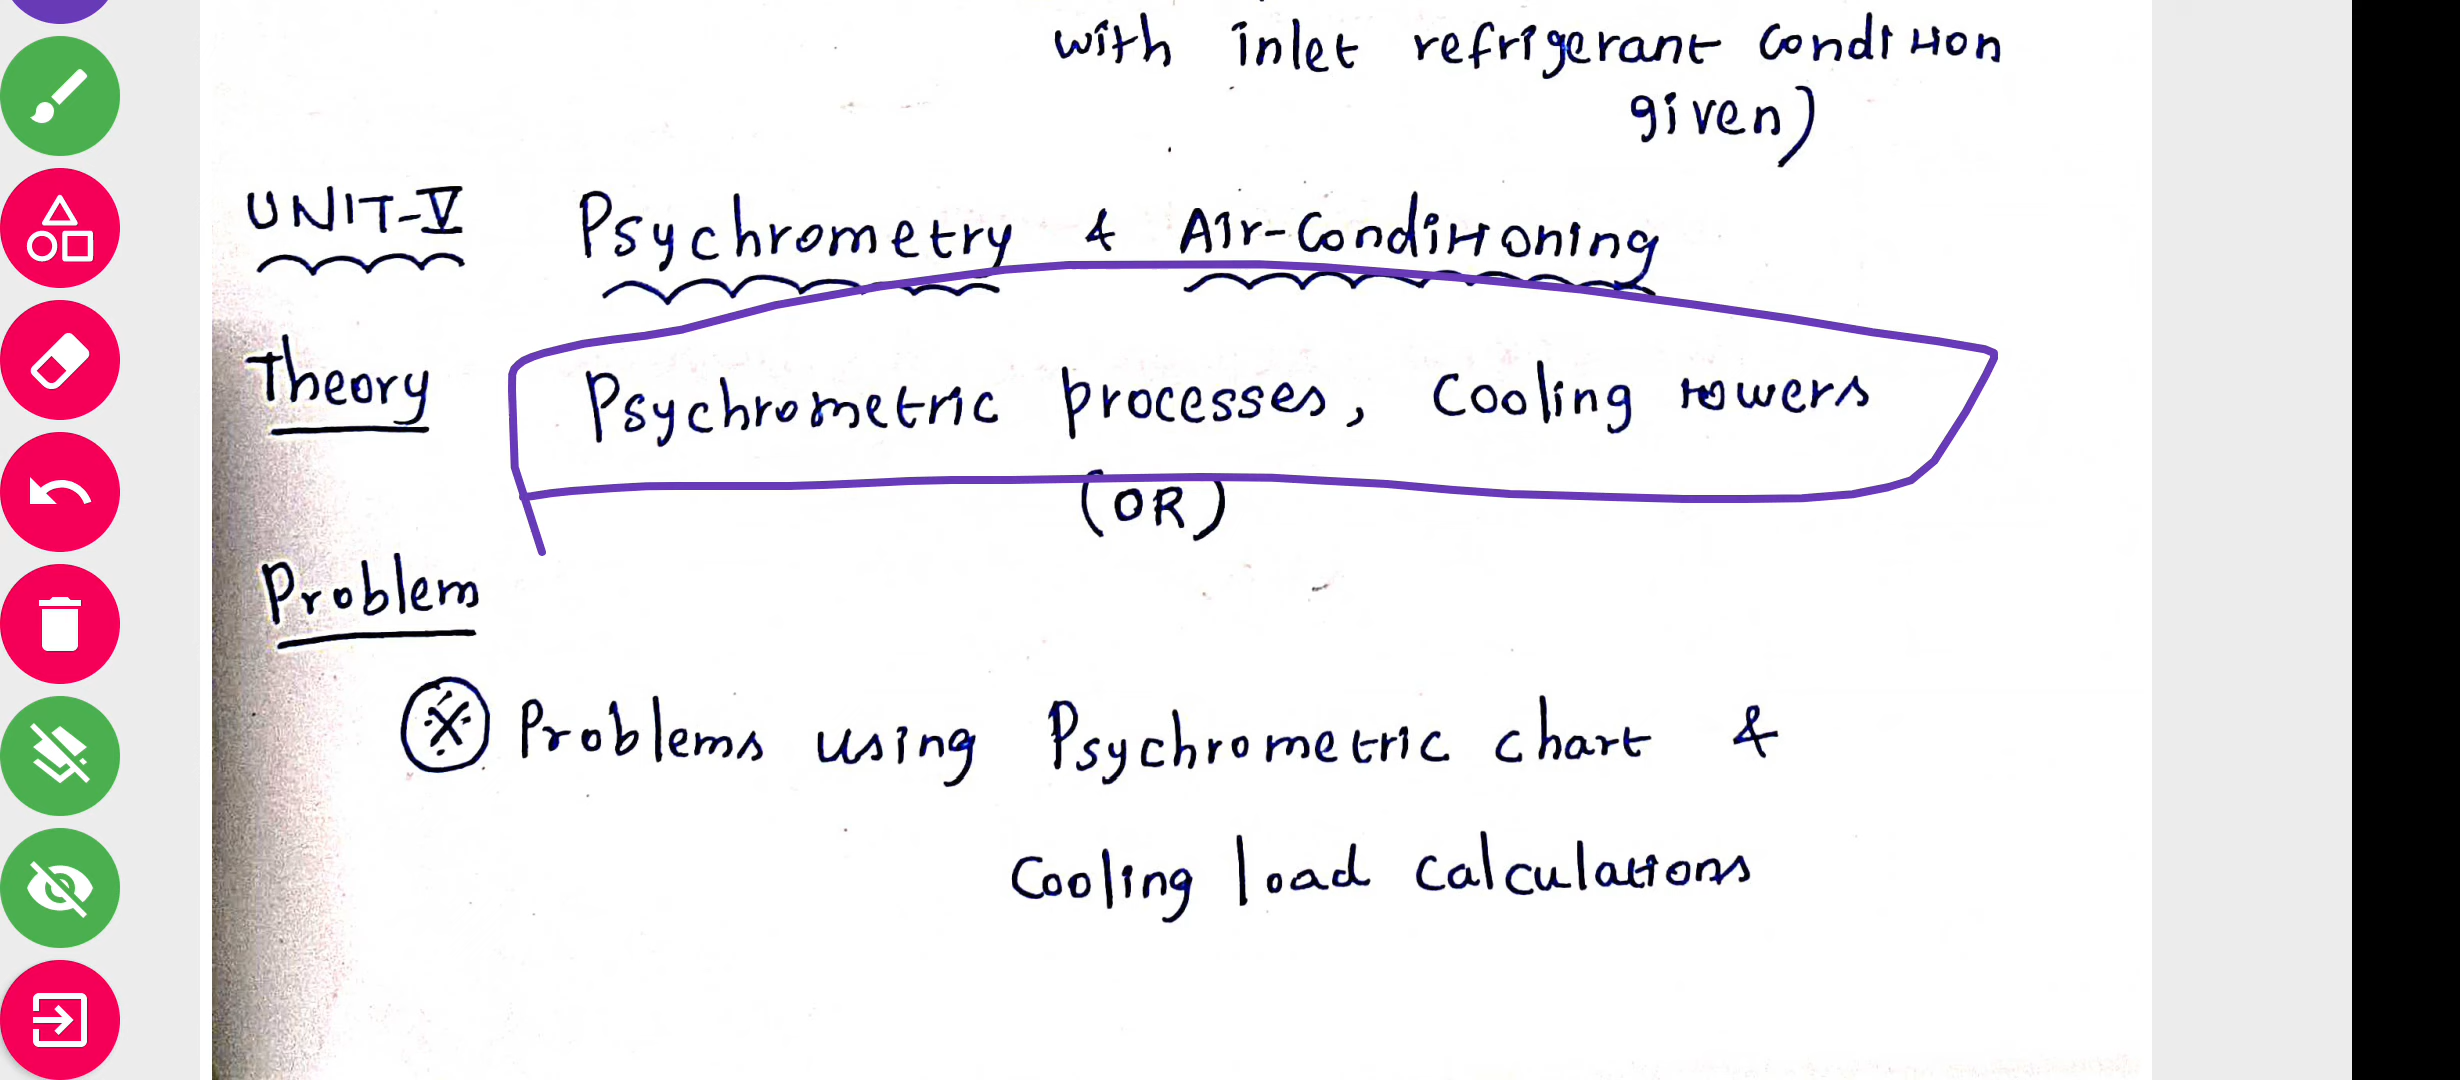 with inlet refrigerant condition
given)
UNIT-V Psychrometry & Air-Conditioning
Theory Psychrometric processes, Cooling towers
(OR)
Problem
Problems using Psychrometric chart &
Cooling load calculations